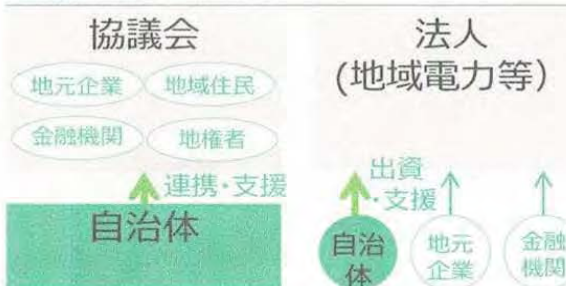 協議会
地元企業
地域住民
金融機関
地権者
連携・支援
自治体
法人
(地域電力等)
出資
・支援
自治
体
地元
企業
金融
機関